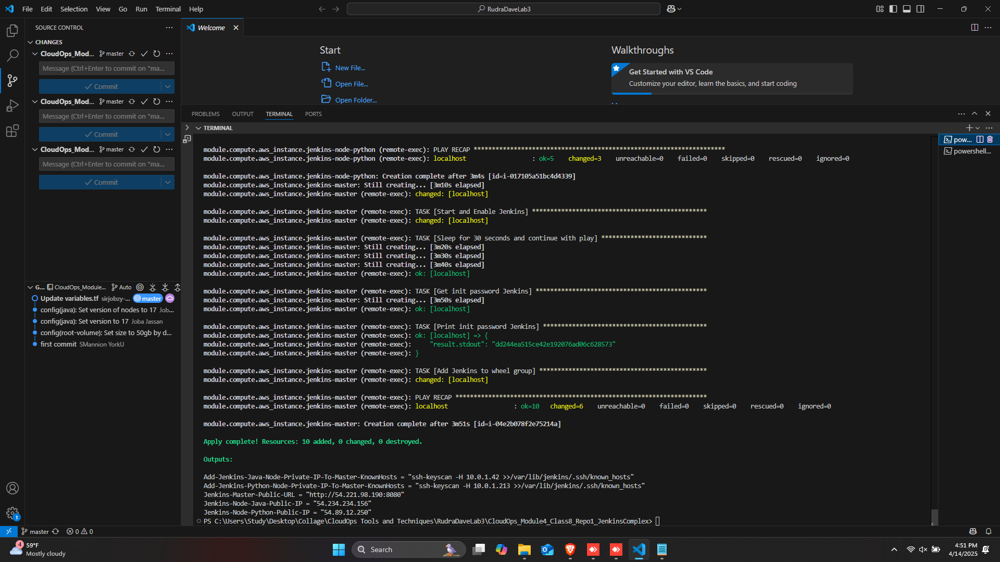 File Edit Selection View Go Run Terminal Help
RudraDaveLab3
SOURCE CONTROL
CHANGES
CloudOps_Mod... master
Message (Ctrl+Enter to commit on "ma...
Commit
CloudOps_Mod... master
Message (Ctrl+Enter to commit on "ma...
Commit
CloudOps_Mod... master
Message (Ctrl+Enter to commit on "ma...
Commit
G... CloudOps_Module... Auto
Update variables.tf sirjobzy-... master
config(java): Set version of nodes to 17 Job...
config(java): Set version to 17 Joba Jassan
config(root-volume): Set size to 50gb by d...
first commit SMannion YorkU
Welcome
Start
New File...
Open File...
Open Folder...
Walkthroughs
Get Started with VS Code
Customize your editor, learn the basics, and start coding
PROBLEMS OUTPUT TERMINAL PORTS
TERMINAL
pow...
powershell...
module.compute.aws_instance.jenkins-node-python (remote-exec): PLAY RECAP *********************************************************************
module.compute.aws_instance.jenkins-node-python (remote-exec): localhost : ok=5 changed=3 unreachable=0 failed=0 skipped=0 rescued=0 ignored=0
module.compute.aws_instance.jenkins-node-python: Creation complete after 3m4s [id=i-017105a51bc4d4339]
module.compute.aws_instance.jenkins-master: Still creating... [3m10s elapsed]
module.compute.aws_instance.jenkins-master (remote-exec): changed: [localhost]
module.compute.aws_instance.jenkins-master (remote-exec): TASK [Start and Enable Jenkins] ************************************************
module.compute.aws_instance.jenkins-master (remote-exec): changed: [localhost]
module.compute.aws_instance.jenkins-master (remote-exec): TASK [Sleep for 30 seconds and continue with play] *****************************
module.compute.aws_instance.jenkins-master: Still creating... [3m20s elapsed]
module.compute.aws_instance.jenkins-master: Still creating... [3m30s elapsed]
module.compute.aws_instance.jenkins-master: Still creating... [3m40s elapsed]
module.compute.aws_instance.jenkins-master (remote-exec): ok: [localhost]
module.compute.aws_instance.jenkins-master (remote-exec): TASK [Get init password Jenkins] ***********************************************
module.compute.aws_instance.jenkins-master: Still creating... [3m50s elapsed]
module.compute.aws_instance.jenkins-master (remote-exec): ok: [localhost]
module.compute.aws_instance.jenkins-master (remote-exec): TASK [Print init password Jenkins] *********************************************
module.compute.aws_instance.jenkins-master (remote-exec): ok: [localhost] => {
module.compute.aws_instance.jenkins-master (remote-exec): "result.stdout": "dd244ea515ce42e192076ad06c628573"
module.compute.aws_instance.jenkins-master (remote-exec): }
module.compute.aws_instance.jenkins-master (remote-exec): TASK [Add Jenkins to wheel group] **********************************************
module.compute.aws_instance.jenkins-master (remote-exec): changed: [localhost]
module.compute.aws_instance.jenkins-master (remote-exec): PLAY RECAP *********************************************************************
module.compute.aws_instance.jenkins-master (remote-exec): localhost : ok=10 changed=6 unreachable=0 failed=0 skipped=0 rescued=0 ignored=0
module.compute.aws_instance.jenkins-master: Creation complete after 3m51s [id=i-04e2b078f2e75214a]
Apply complete! Resources: 10 added, 0 changed, 0 destroyed.
Outputs:
Add-Jenkins-Java-Node-Private-IP-To-Master-KnownHosts = "ssh-keyscan -H 10.0.1.42 >>/var/lib/jenkins/.ssh/known_hosts"
Add-Jenkins-Python-Node-Private-IP-To-Master-KnownHosts = "ssh-keyscan -H 10.0.1.213 >>/var/lib/jenkins/.ssh/known_hosts"
Jenkins-Master-Public-URL = "http://54.221.98.190:8080"
Jenkins-Node-Java-Public-IP = "54.234.234.156"
Jenkins-Node-Python-Public-IP = "54.89.12.250"
PS C:\Users\Study\Desktop\Collage\CloudOps Tools and Techniques\RudraDaveLab3\CloudOps_Module4_Class8_Repo1_JenkinsComplex>
1
master 0 0
4
59°F
Mostly cloudy
Search
4:51 PM
4/14/2025